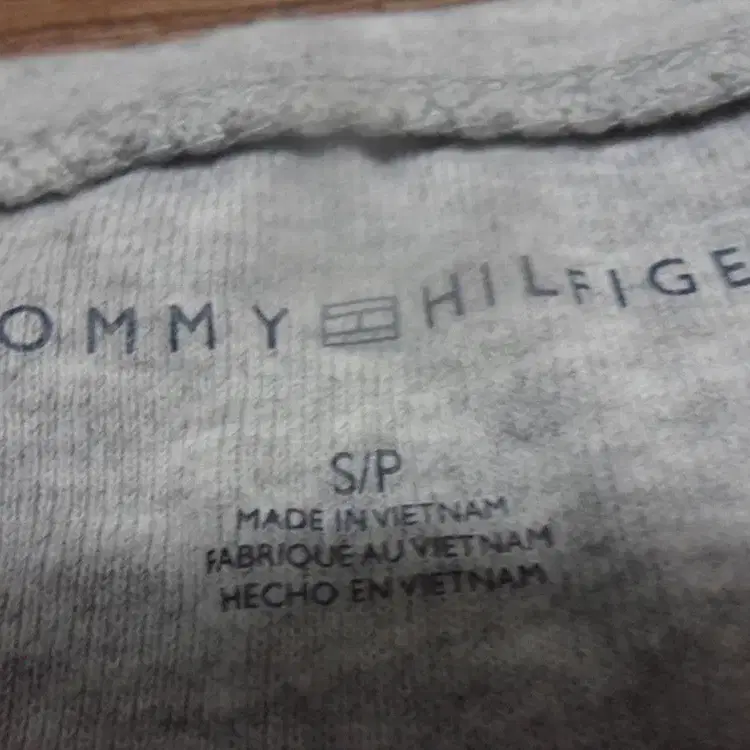 OMMY HILFIGE
S/P
MADE IN VIETNAM
FABRIQUÉ AU VIETNAM
HECHO EN VIETNAM